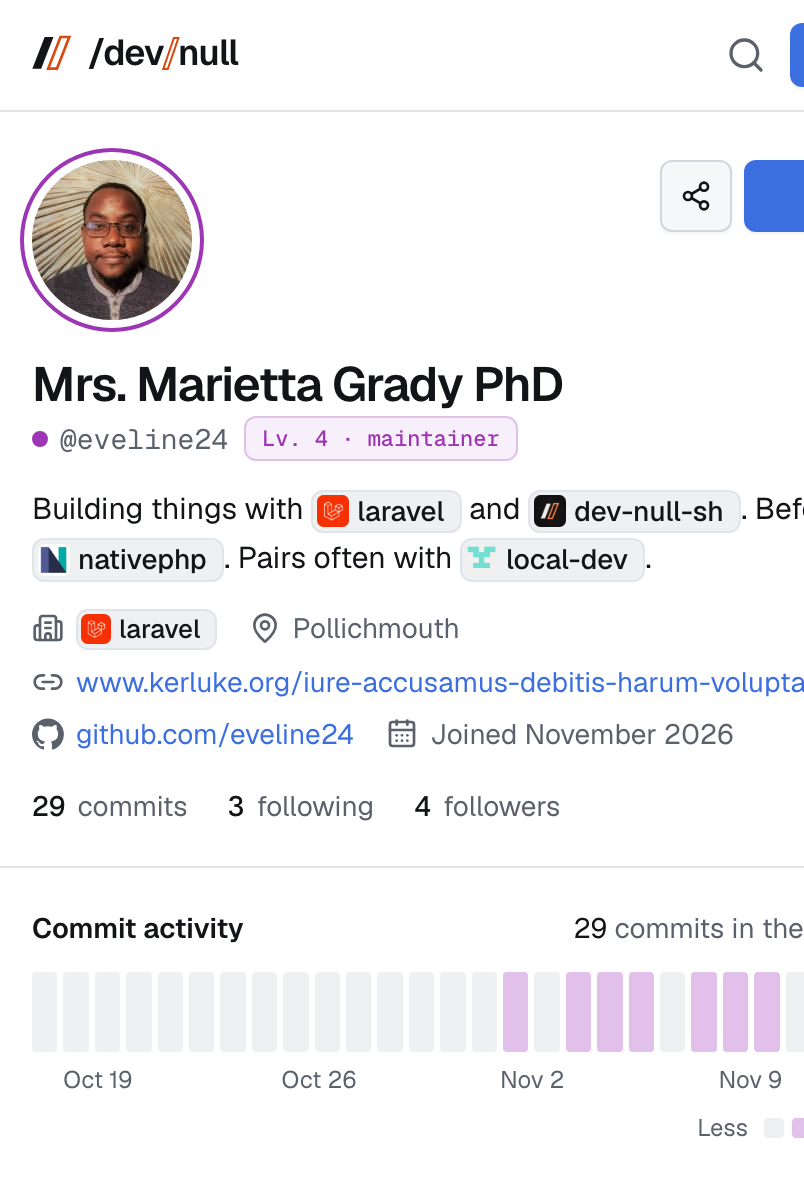 /dev/null
Mrs. Marietta Grady PhD
@eveline24 Lv. 4 · maintainer
Building things with laravel and dev-null-sh. Bef
nativephp. Pairs often with local-dev.
laravel Pollichmouth
www.kerluke.org/iure-accusamus-debitis-harum-volupta
github.com/eveline24 Joined November 2026
29 commits 3 following 4 followers
Commit activity 29 commits in the
Oct 19 Oct 26 Nov 2 Nov 9
Less